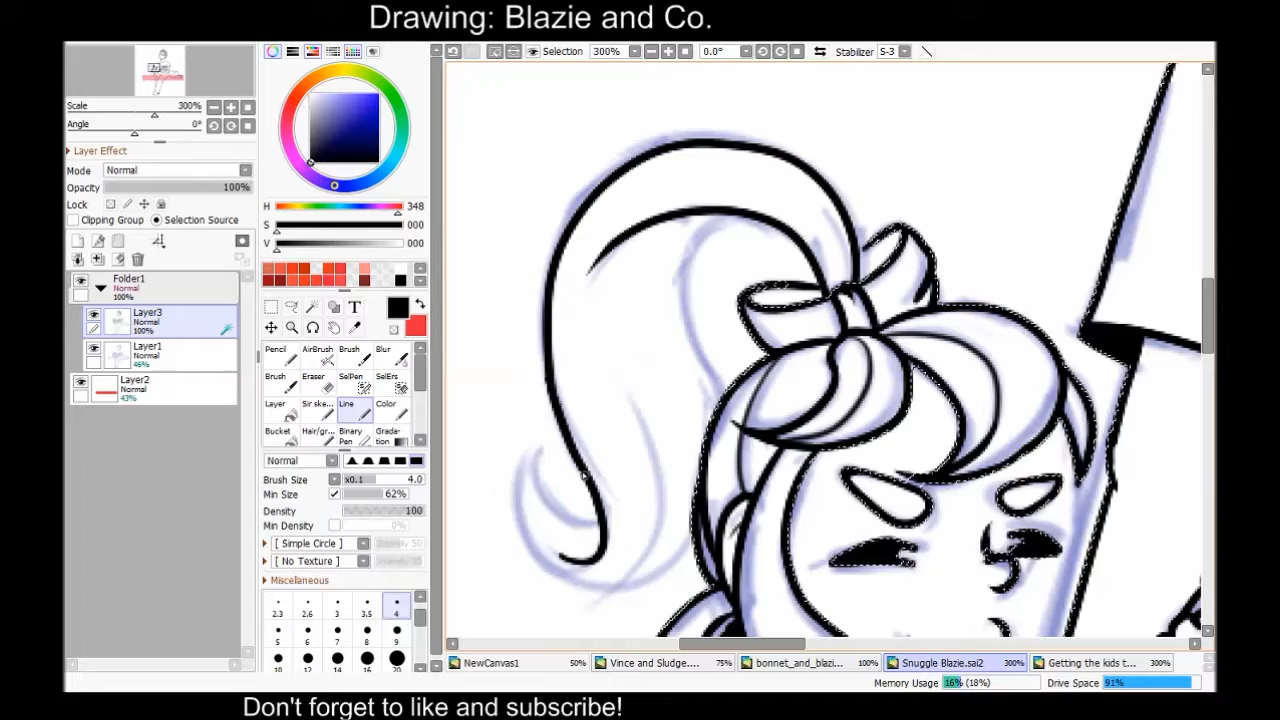 Drawing: Blazie and Co.
Selection 300% 0.0° Stabilizer S-3
Scale 300%
Angle 0°
Layer Effect
Mode Normal
Opacity 100%
Lock
Clipping Group Selection Source
Folder1
Normal
100%
Layer3
Normal
100%
Layer1
Normal
46%
Layer2
Normal
43%
H 348
S 000
V 000
T
Pencil AirBrush Brush Blur
Brush Eraser SelPen SelErs
Layer Sir ske... Line Color
Bucket Hair/gr... Binary Pen Grada-tion
Normal
Brush Size x0.1 4.0
Min Size 62%
Density 100
Min Density 0%
[ Simple Circle ] Intensity 50
[ No Texture ]
Miscellaneous
2.3 2.6 3 3.5 4
5 6 7 8 9
10 12 14 16 20
NewCanvas1 50% Vince and Sludge.... 75% bonnet_and_blazi... 100% Snuggle Blazie.sai2 300% Getting the kids t... 300%
Memory Usage 16% (18%) Drive Space 91%
Don't forget to like and subscribe!